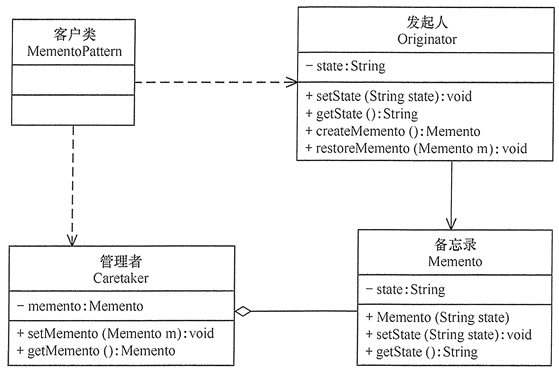 客户类
MementoPattern
发起人
Originator
− state:String
+ setState (String state):void
+ getState ():String
+ createMemento ():Memento
+ restoreMemento (Memento m):void
管理者
Caretaker
− memento:Memento
+ setMemento (Memento m):void
+ getMemento ():Memento
备忘录
Memento
− state:String
+ Memento (String state)
+ setState (String state):void
+ getState ():String